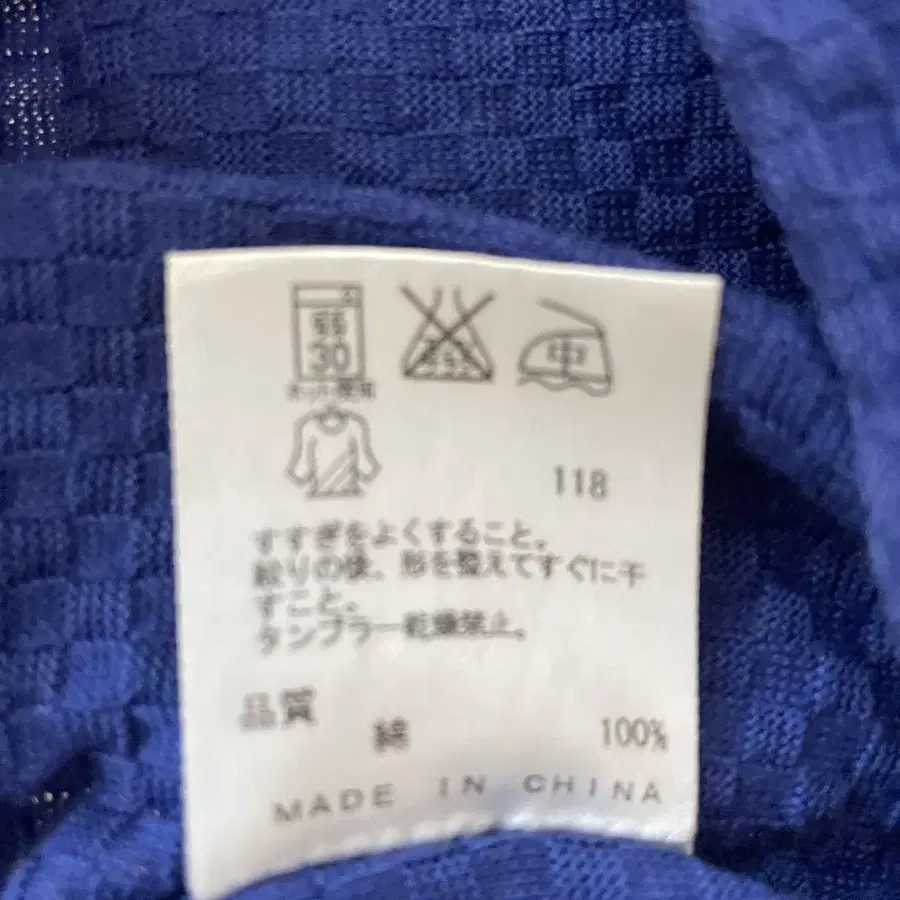 弱
30
ネット使用
中
118
すすぎをよくすること。
絞りの後、形を整えてすぐに干
すこと。
タンブラー乾燥禁止。
品質
綿 100%
MADE IN CHINA